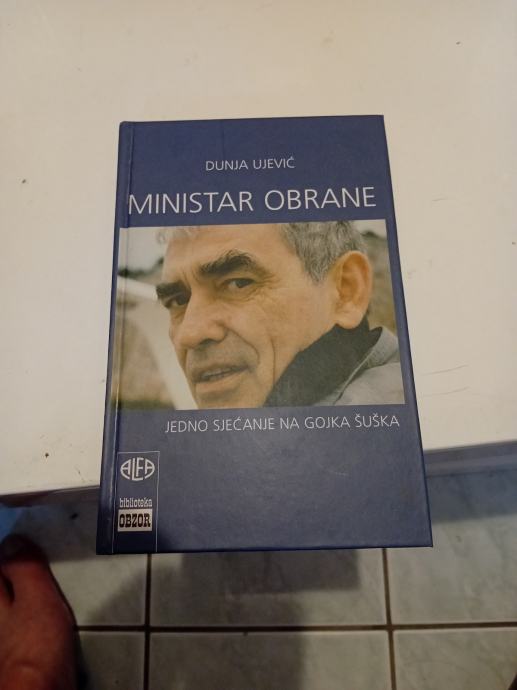 DUNJA UJEVIĆ
MINISTAR OBRANE
JEDNO SJEĆANJE NA GOJKA ŠUŠKA
ALFA
biblioteka
OBZOR